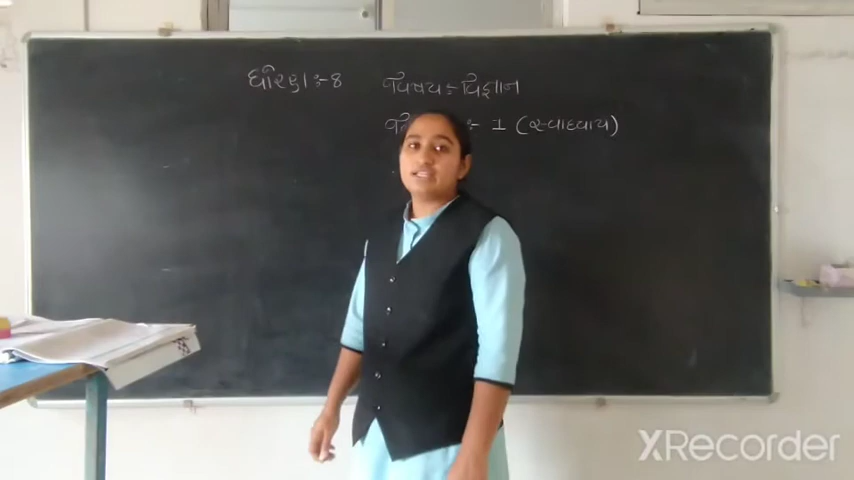 ધોરણ :- 8 વિષય :- વિજ્ઞાન
:- 1 (સ્વાધ્યાય)
XRecorder